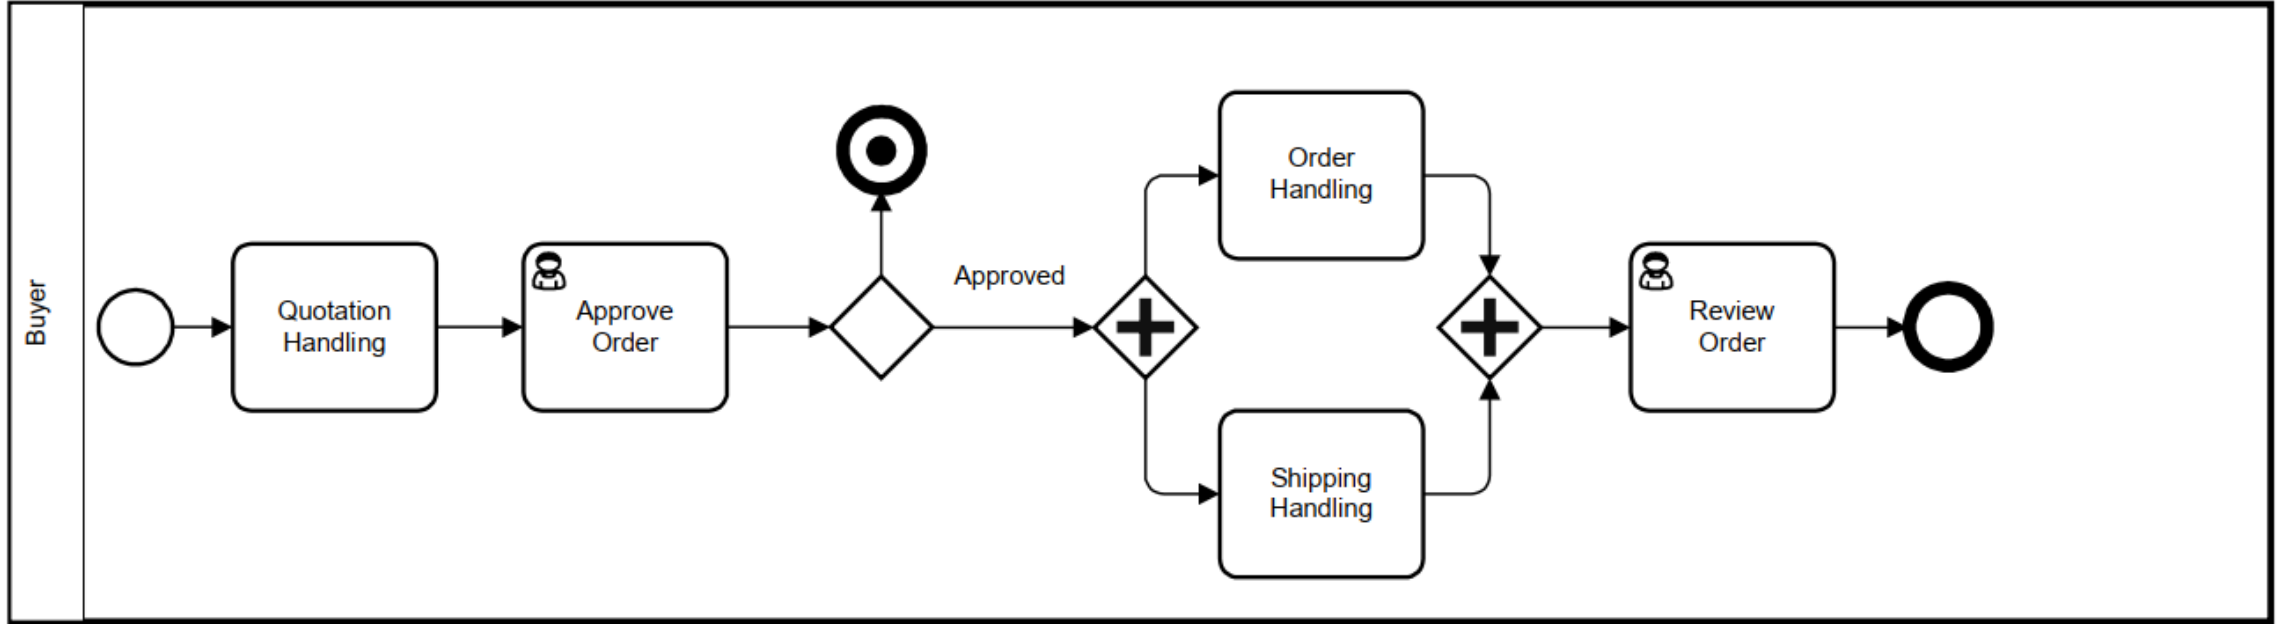 Buyer
Quotation
Handling
Approve
Order
Approved
Order
Handling
Shipping
Handling
Review
Order